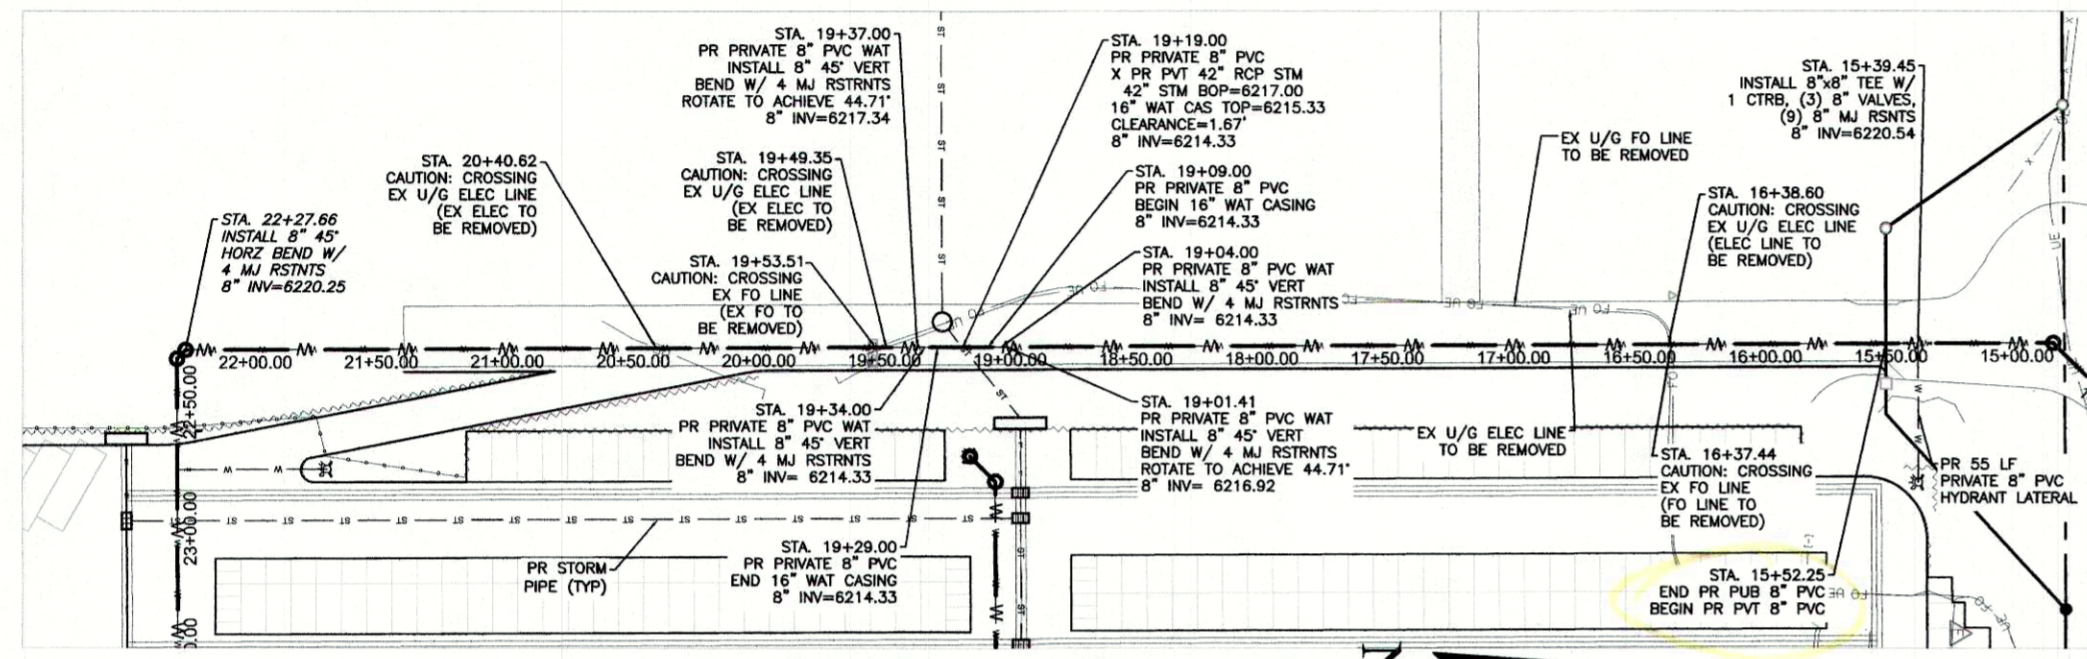 STA. 19+37.00
PR PRIVATE 8" PVC WAT
INSTALL 8" 45° VERT
BEND W/ 4 MJ RSTRNTS
ROTATE TO ACHIEVE 44.71°
8" INV=6217.34
STA. 19+19.00
PR PRIVATE 8" PVC
X PR PVT 42" RCP STM
42" STM BOP=6217.00
16" WAT CAS TOP=6215.33
CLEARANCE=1.67'
8" INV=6214.33
STA. 15+39.45
INSTALL 8"x8" TEE W/
1 CTRB, (3) 8" VALVES,
(9) 8" MJ RSNTS
8" INV=6220.54
EX U/G FO LINE
TO BE REMOVED
STA. 20+40.62
CAUTION: CROSSING
EX U/G ELEC LINE
(EX ELEC TO
BE REMOVED)
STA. 19+49.35
CAUTION: CROSSING
EX U/G ELEC LINE
(EX ELEC TO
BE REMOVED)
STA. 19+09.00
PR PRIVATE 8" PVC
BEGIN 16" WAT CASING
8" INV=6214.33
STA. 16+38.60
CAUTION: CROSSING
EX U/G ELEC LINE
(ELEC LINE TO
BE REMOVED)
STA. 22+27.66
INSTALL 8" 45°
HORZ BEND W/
4 MJ RSTNTS
8" INV=6220.25
STA. 19+53.51
CAUTION: CROSSING
EX FO LINE
(EX FO TO
BE REMOVED)
STA. 19+04.00
PR PRIVATE 8" PVC WAT
INSTALL 8" 45° VERT
BEND W/ 4 MJ RSTRNTS
8" INV= 6214.33
22+00.00 21+50.00 21+00.00 20+50.00 20+00.00 19+50.00 19+00.00 18+50.00 18+00.00 17+50.00 17+00.00 16+50.00 16+00.00 15+50.00 15+00.00
22+50.00
23+00.00
STA. 19+34.00
PR PRIVATE 8" PVC WAT
INSTALL 8" 45° VERT
BEND W/ 4 MJ RSTRNTS
8" INV= 6214.33
STA. 19+01.41
PR PRIVATE 8" PVC WAT
INSTALL 8" 45° VERT
BEND W/ 4 MJ RSTRNTS
ROTATE TO ACHIEVE 44.71°
8" INV= 6216.92
EX U/G ELEC LINE
TO BE REMOVED
STA. 16+37.44
CAUTION: CROSSING
EX FO LINE
(FO LINE TO
BE REMOVED)
PR 55 LF
PRIVATE 8" PVC
HYDRANT LATERAL
PR STORM
PIPE (TYP)
STA. 19+29.00
PR PRIVATE 8" PVC
END 16" WAT CASING
8" INV=6214.33
STA. 15+52.25
END PR PUB 8" PVC
BEGIN PR PVT 8" PVC